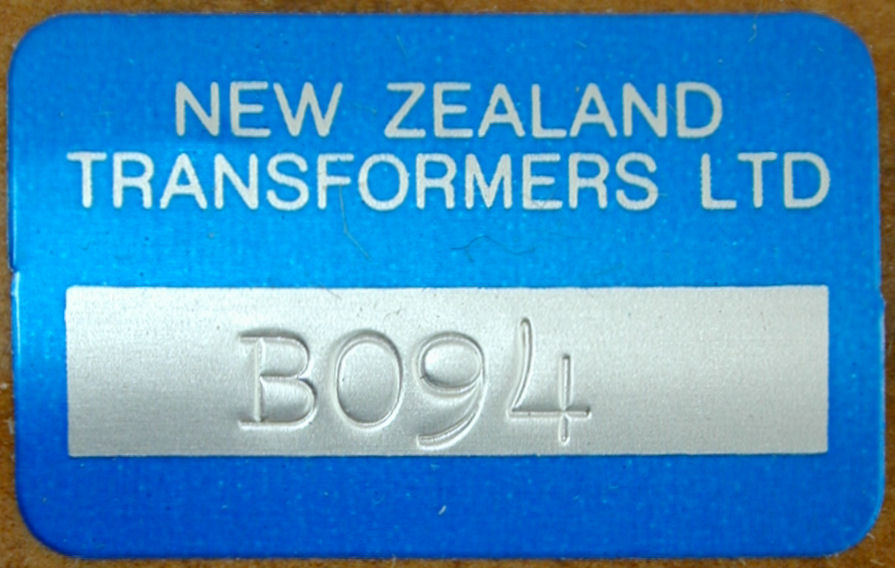 NEW ZEALAND
TRANSFORMERS LTD
B094